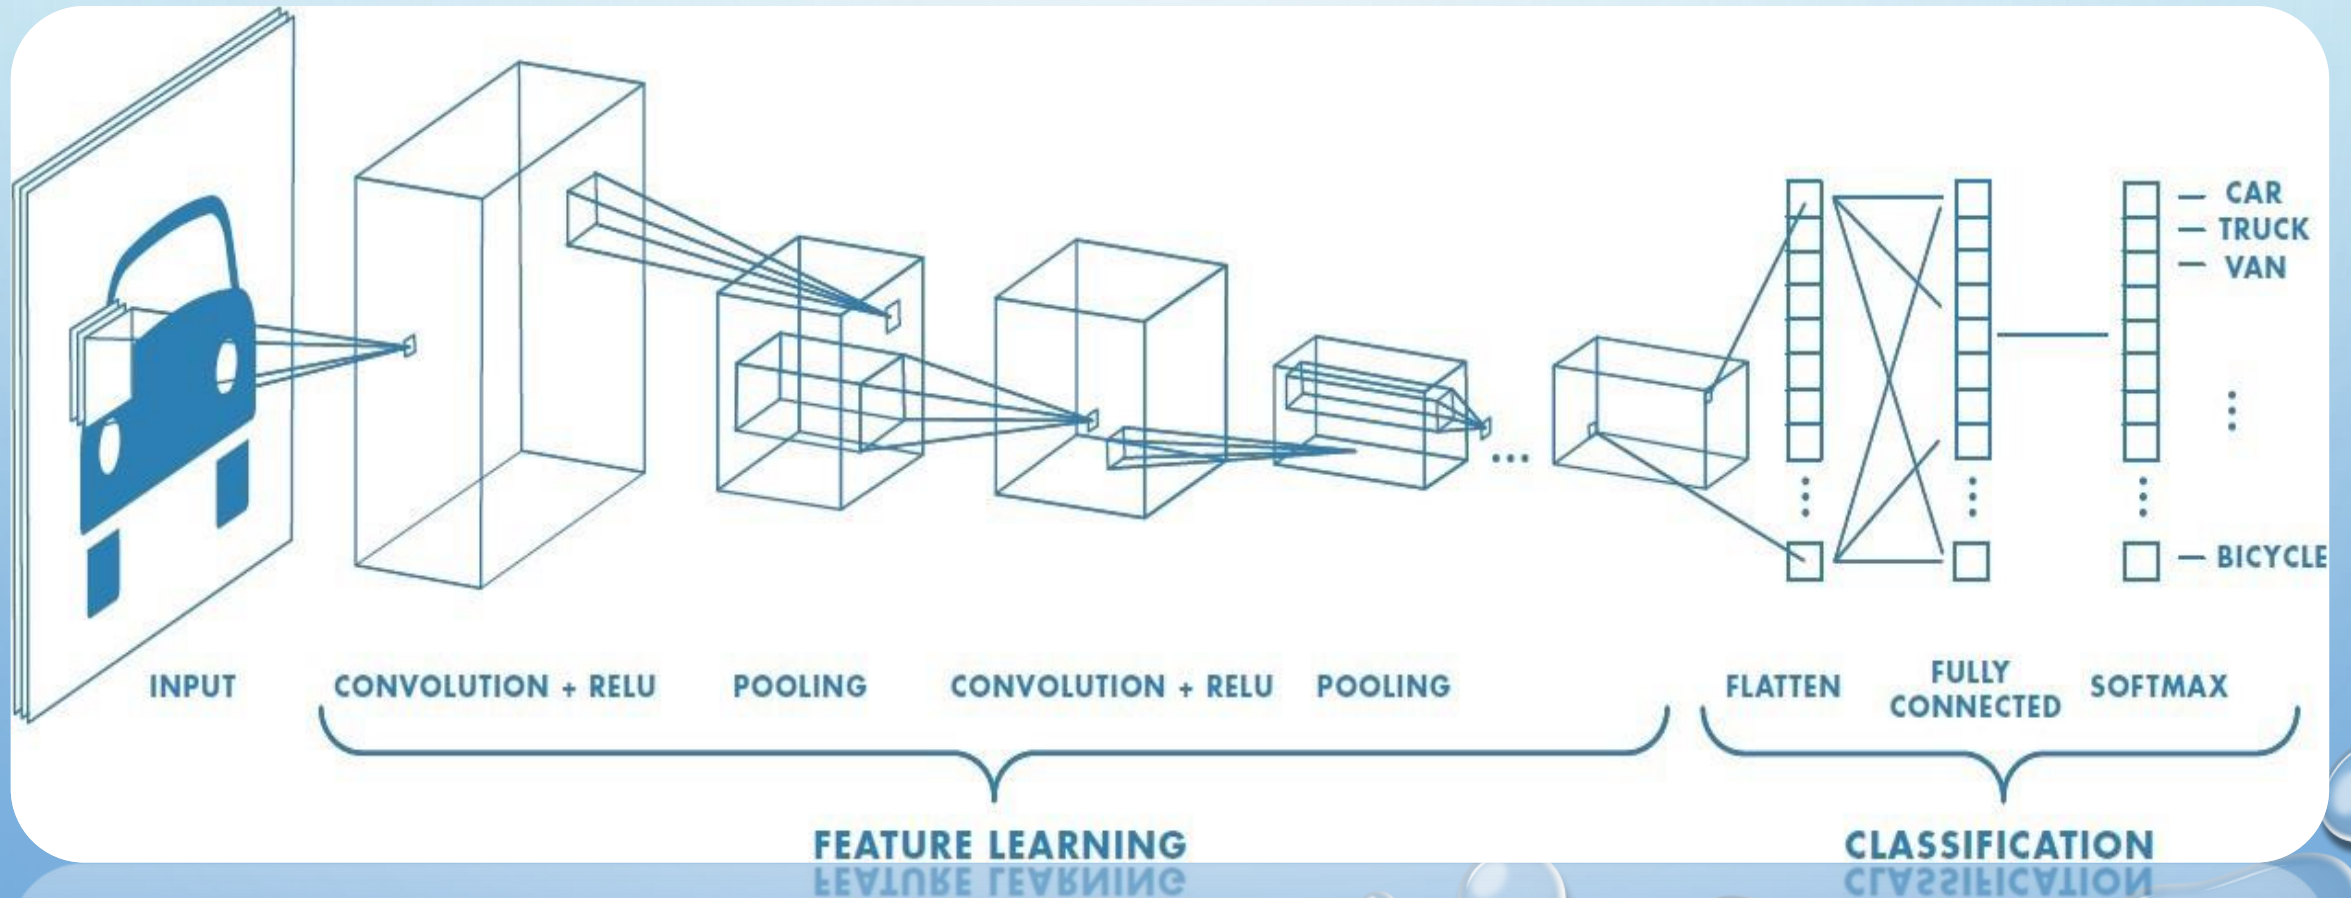 CAR
TRUCK
VAN
BICYCLE
INPUT
CONVOLUTION + RELU
POOLING
CONVOLUTION + RELU
POOLING
FLATTEN
FULLY
CONNECTED
SOFTMAX
FEATURE LEARNING
CLASSIFICATION